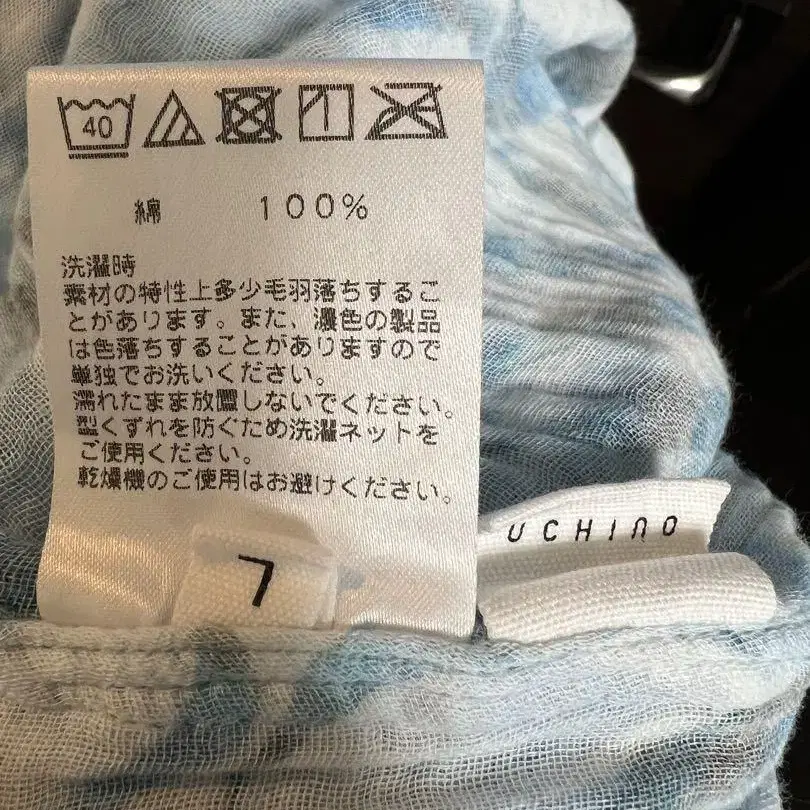 40
綿 100%
洗濯時
素材の特性上多少毛羽落ちするこ
とがあります。また、濃色の製品
は色落ちすることがありますので
単独でお洗いください。
濡れたまま放置しないでください。
型くずれを防ぐため洗濯ネットを
ご使用ください。
乾燥機のご使用はお避けください。
UCHINO
7